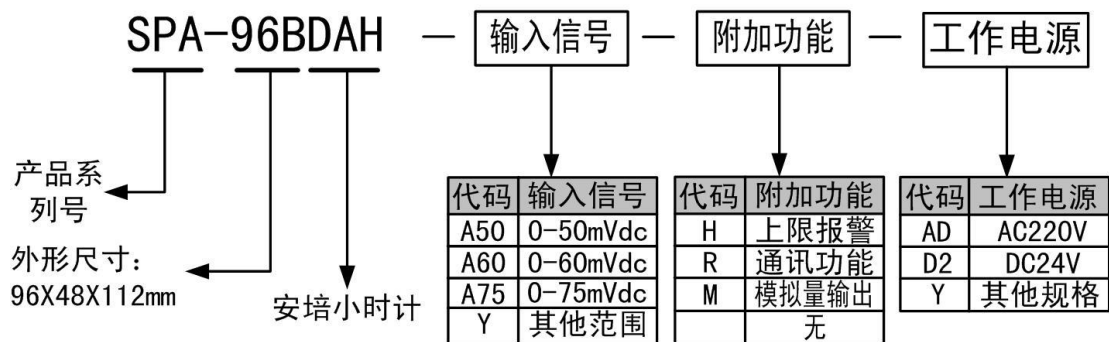 SPA-96BDAH — 输入信号 — 附加功能 — 工作电源
产品系
列号
外形尺寸:
96X48X112mm
安培小时计
代码 输入信号
A50 0-50mVdc
A60 0-60mVdc
A75 0-75mVdc
Y 其他范围
代码 附加功能
H 上限报警
R 通讯功能
M 模拟量输出
无
代码 工作电源
AD AC220V
D2 DC24V
Y 其他规格